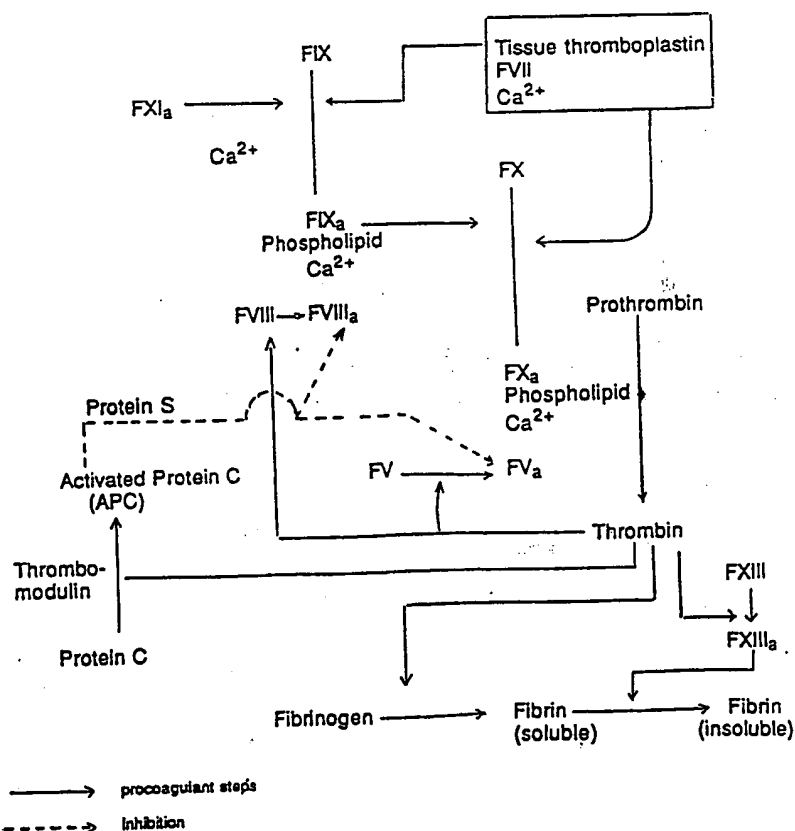 FIX
Tissue thromboplastin
FVII
Ca2+
FXIa
Ca2+
FX
FIXa
Phospholipid
Ca2+
FVIII
FVIIIa
Prothrombin
FXa
Phospholipid
Ca2+
Protein S
Activated Protein C
(APC)
FV
FVa
Thrombin
Thrombo-
modulin
FXIII
FXIIIa
Protein C
Fibrinogen
Fibrin
(soluble)
Fibrin
(insoluble)
procoagulant steps
Inhibition